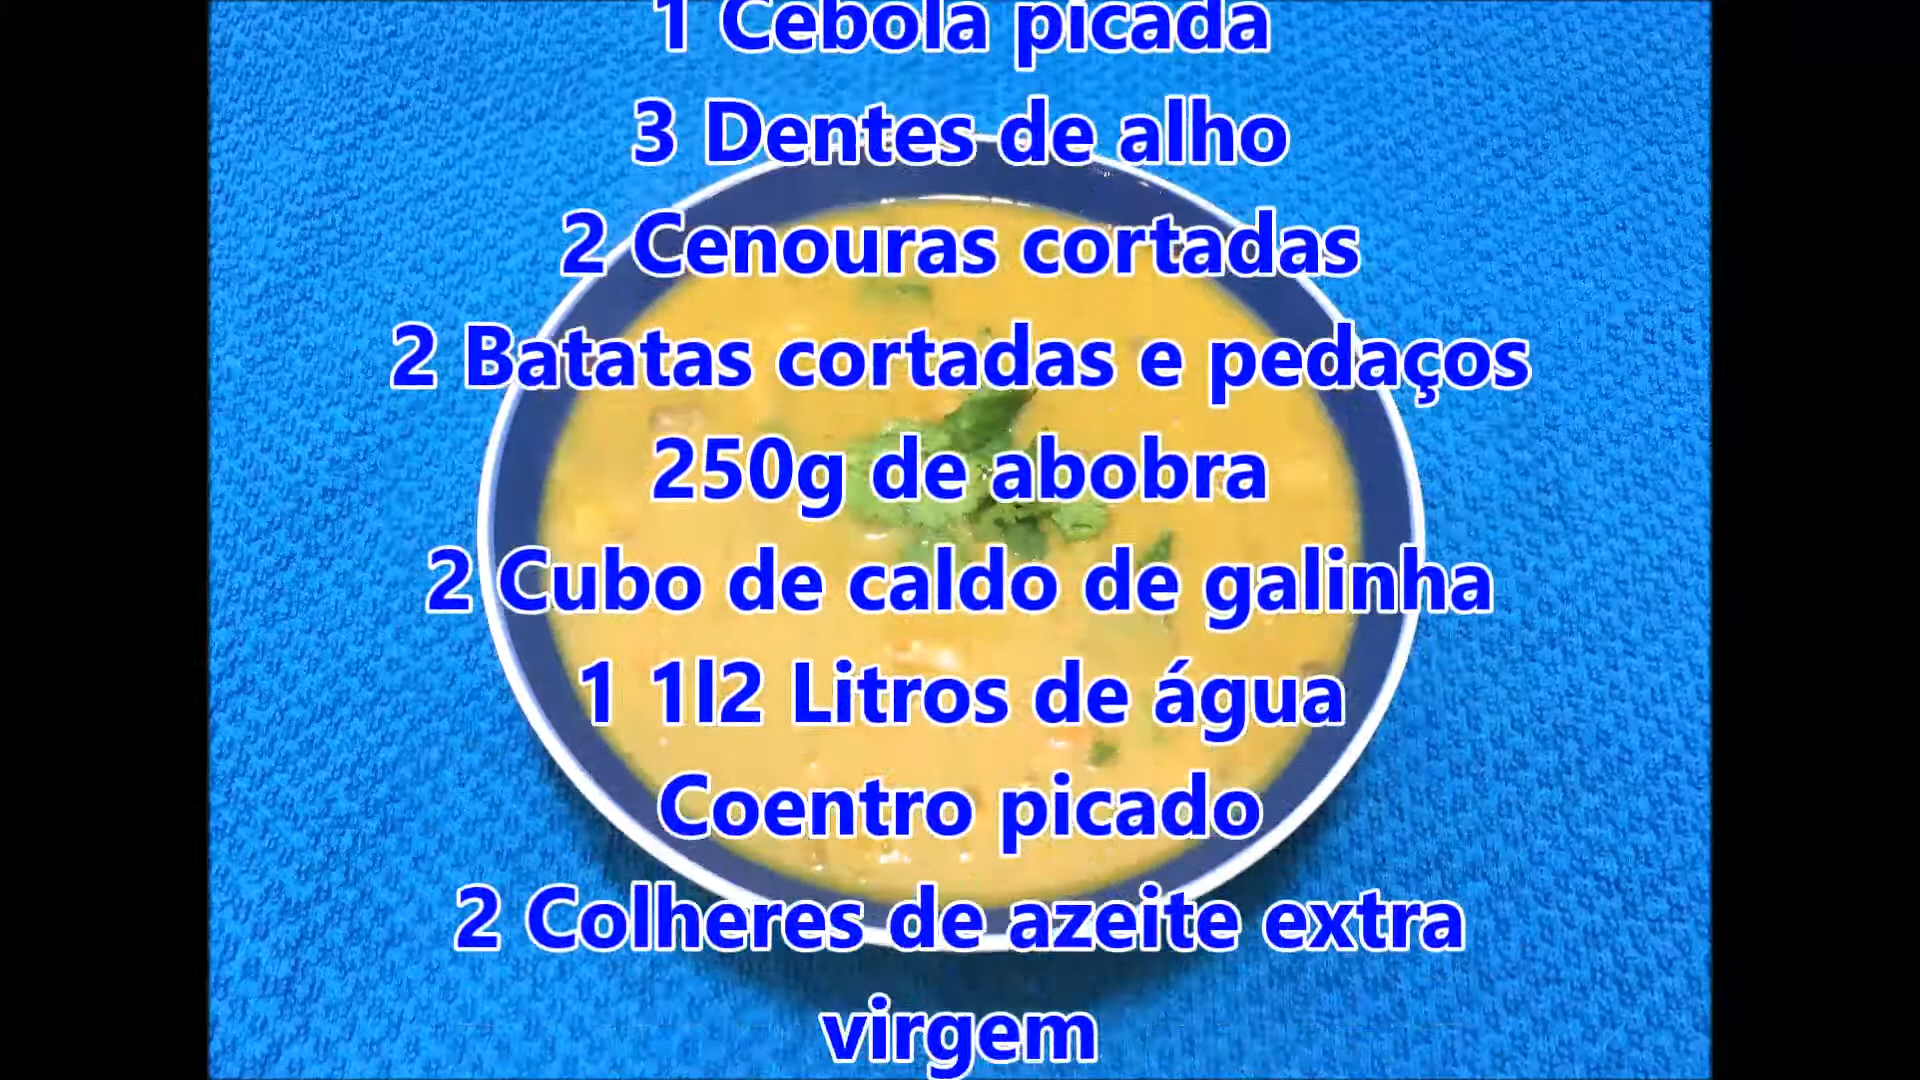 1 Cebola picada
3 Dentes de alho
2 Cenouras cortadas
2 Batatas cortadas e pedaços
250g de abobra
2 Cubo de caldo de galinha
1 1l2 Litros de água
Coentro picado
2 Colheres de azeite extra
virgem